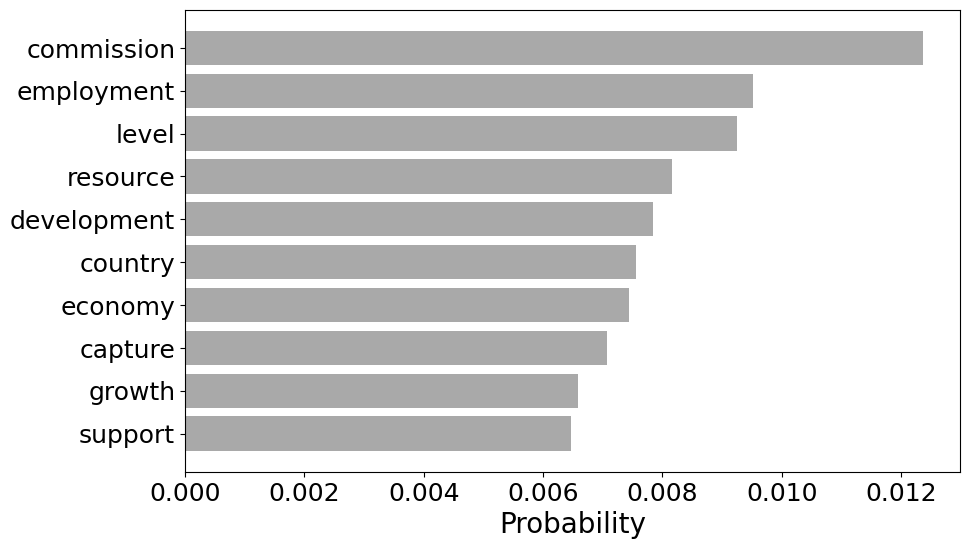 commission
employment
level
resource
development
country
economy
capture
growth
support
0.000 0.002 0.004 0.006 0.008 0.010 0.012
Probability